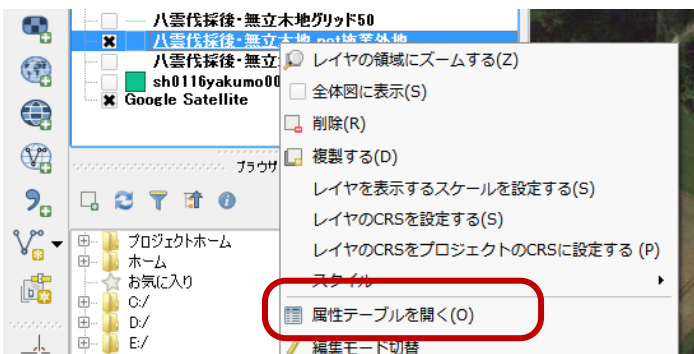 八雲伐採後・無立木地グリッド50
八雲伐採後・無立木地 not施業外地
八雲伐採後・無立
sh0116yakumo00
Google Satellite
レイヤの領域にズームする(Z)
全体図に表示(S)
削除(R)
複製する(D)
レイヤを表示するスケールを設定する(S)
レイヤのCRSを設定する(S)
レイヤのCRSをプロジェクトのCRSに設定する (P)
スタイル
属性テーブルを開く(O)
編集モード切替
ブラウザ
プロジェクトホーム
ホーム
お気に入り
C:/
D:/
E:/